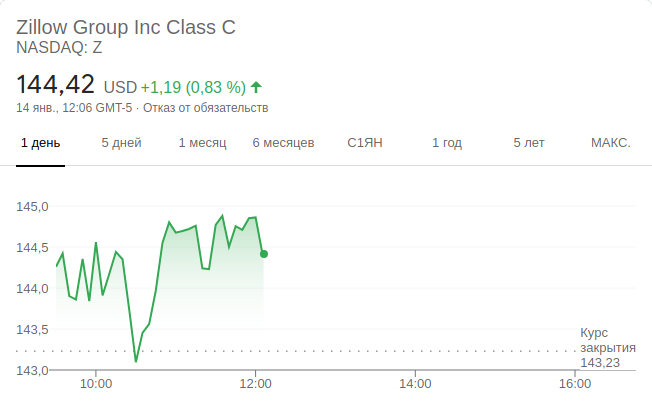 Zillow Group Inc Class C
NASDAQ: Z
144,42 USD +1,19 (0,83 %)
14 янв., 12:06 GMT-5 · Отказ от обязательств
1 день 5 дней 1 месяц 6 месяцев С1ЯН 1 год 5 лет МАКС.
145,0
144,5
144,0
143,5
143,0
Курс
закрытия
143,23
10:00 12:00 14:00 16:00